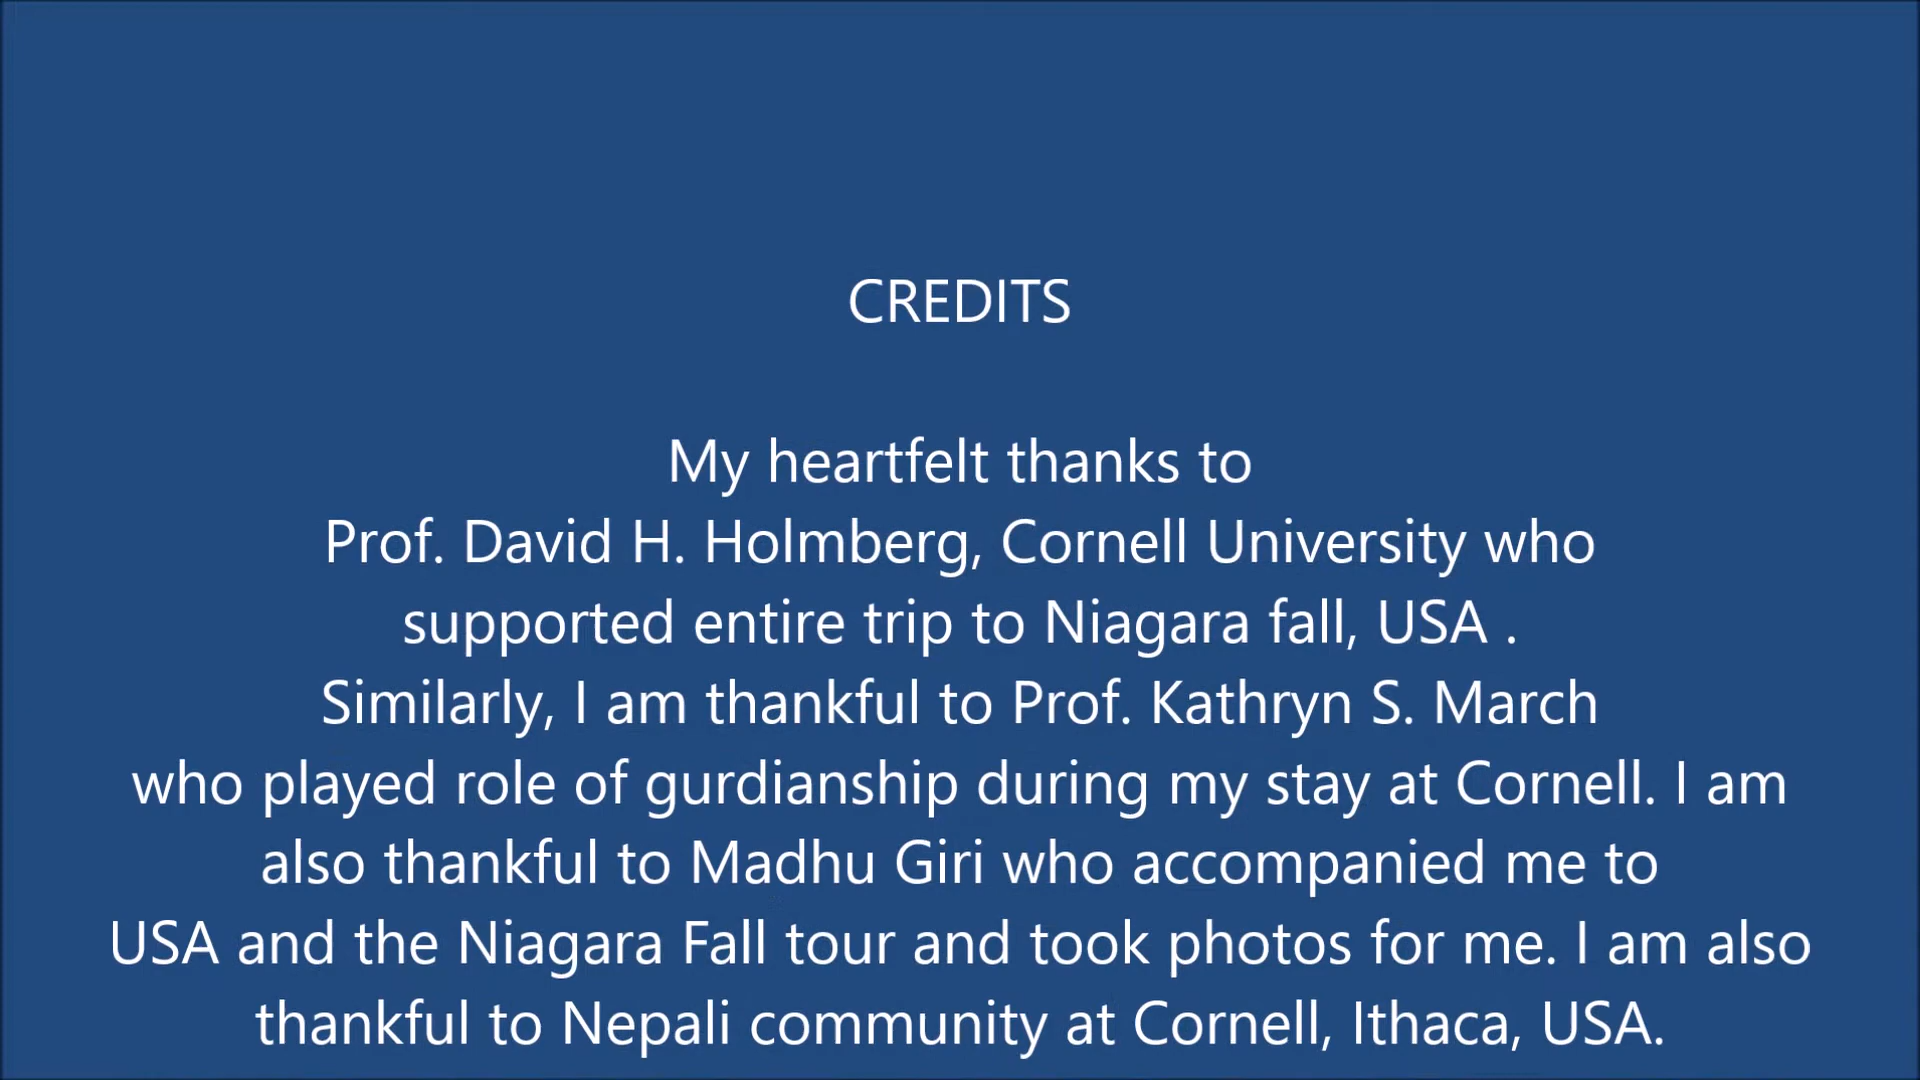 CREDITS
My heartfelt thanks to
Prof. David H. Holmberg, Cornell University who
supported entire trip to Niagara fall, USA .
Similarly, I am thankful to Prof. Kathryn S. March
who played role of gurdianship during my stay at Cornell. I am
also thankful to Madhu Giri who accompanied me to
USA and the Niagara Fall tour and took photos for me. I am also
thankful to Nepali community at Cornell, Ithaca, USA.